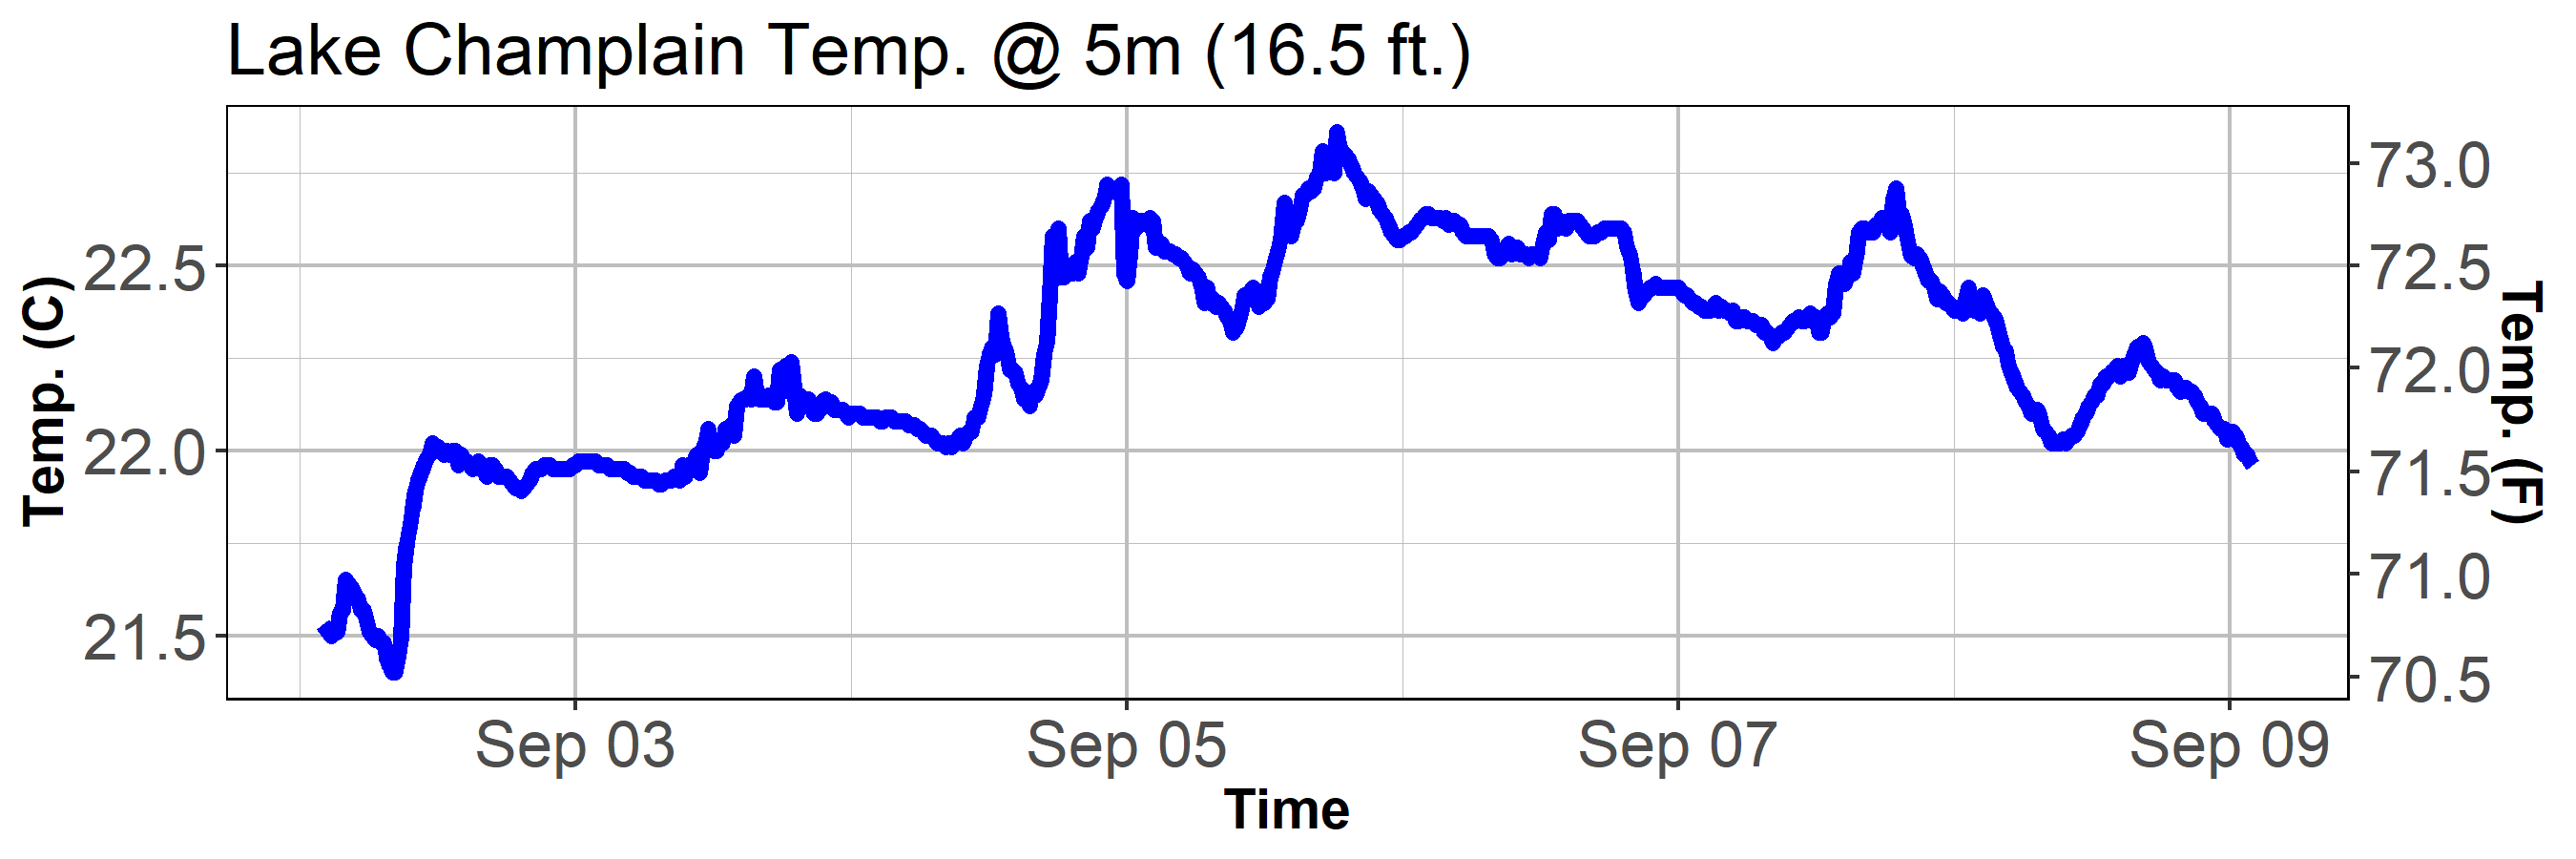 Lake Champlain Temp. @ 5m (16.5 ft.)
Temp. (C)
22.5
22.0
21.5
73.0
72.5
72.0
71.5
71.0
70.5
Temp. (F)
Sep 03 Sep 05 Sep 07 Sep 09
Time